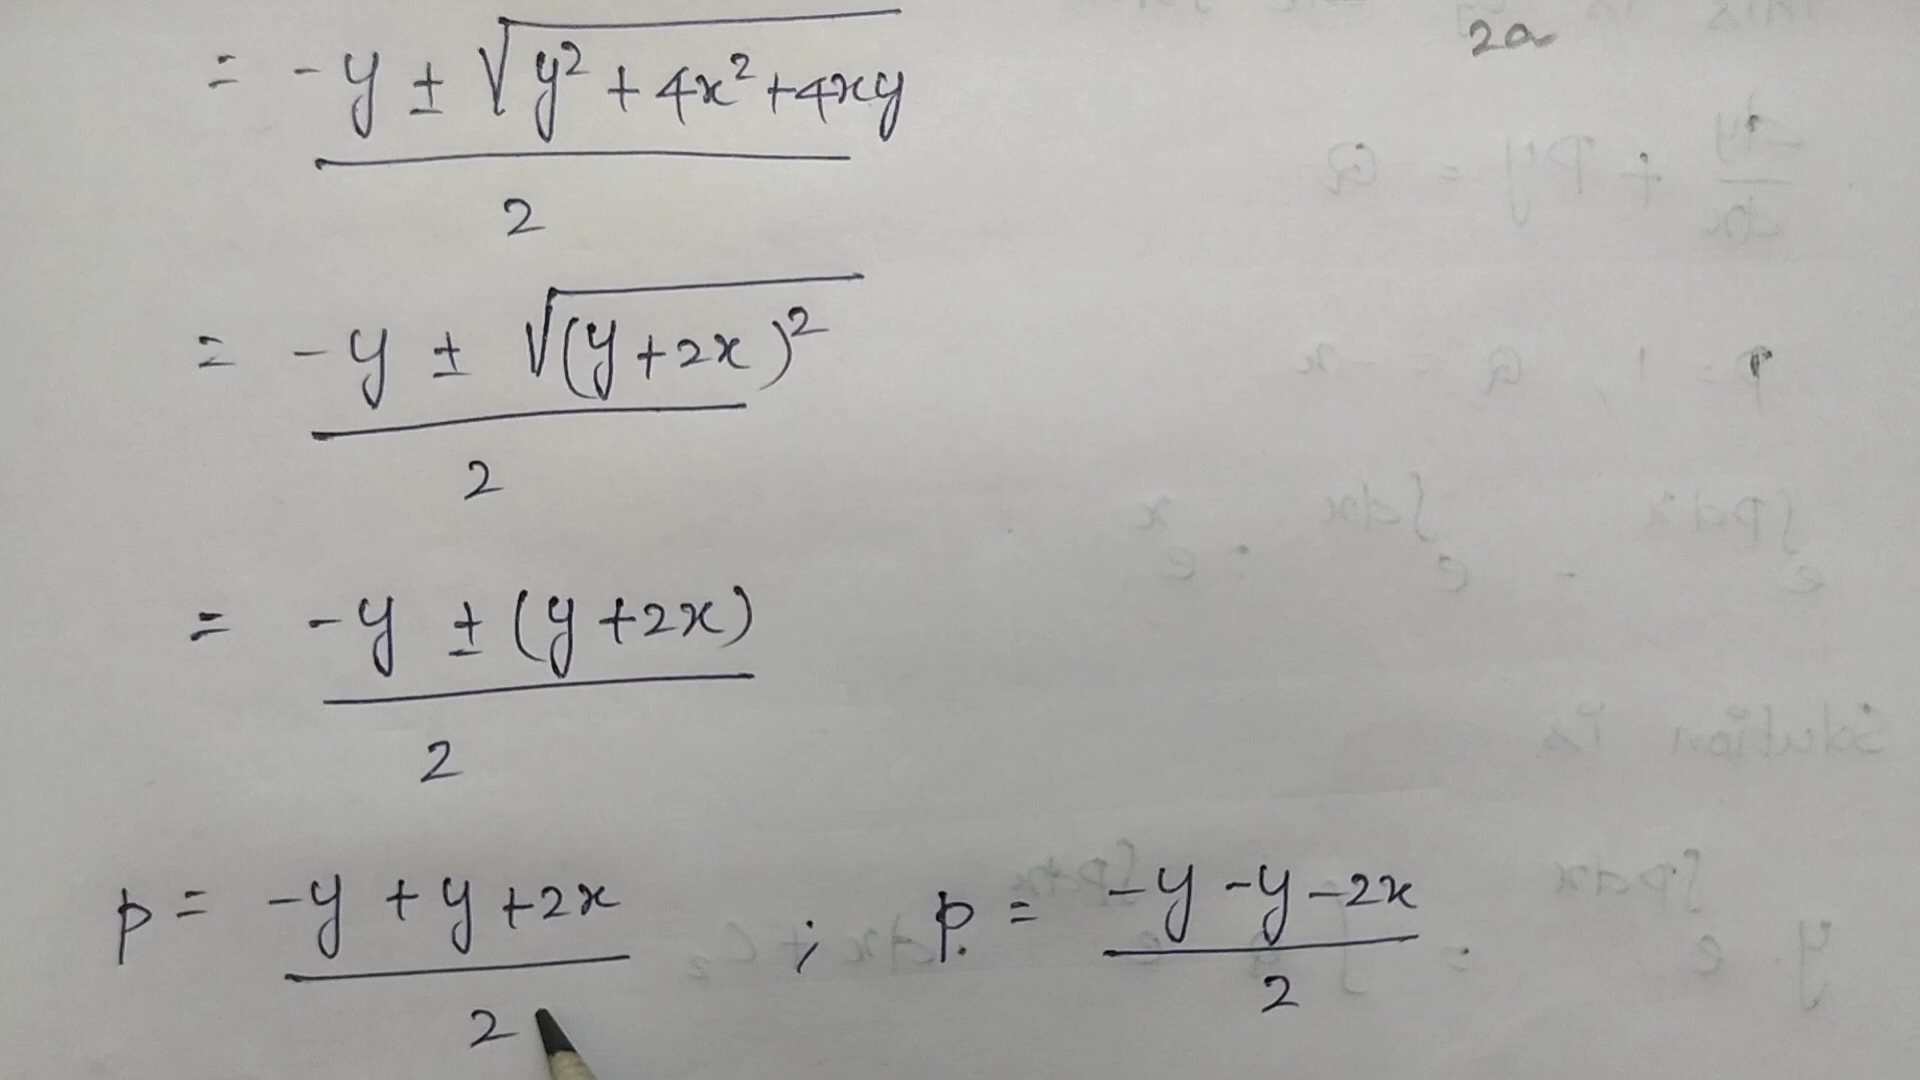 2a
= -y ± √(y² + 4x² + 4xy) / 2
= -y ± √((y + 2x)²) / 2
= -y ± (y + 2x) / 2
p = (-y + y + 2x) / 2 ; p. = (-y - y - 2x) / 2